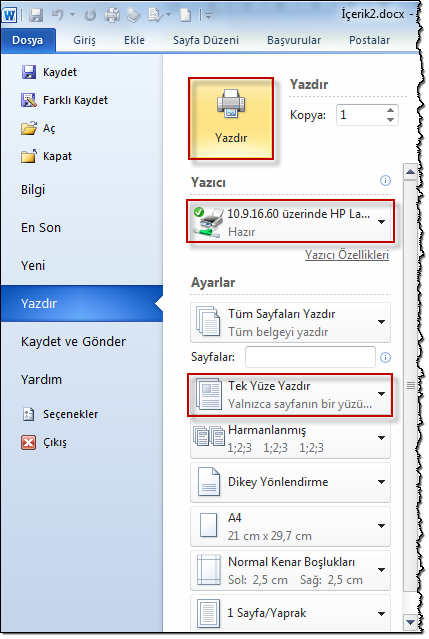 İçerik2.docx -
Dosya
Giriş
Ekle
Sayfa Düzeni
Başvurular
Postalar
Kaydet
Farklı Kaydet
Aç
Kapat
Bilgi
En Son
Yeni
Yazdır
Kaydet ve Gönder
Yardım
Seçenekler
Çıkış
Yazdır
Yazdır
Kopya: 1
Yazıcı
10.9.16.60 üzerinde HP La...
Hazır
Yazıcı Özellikleri
Ayarlar
Tüm Sayfaları Yazdır
Tüm belgeyi yazdır
Sayfalar:
Tek Yüze Yazdır
Yalnızca sayfanın bir yüzü...
Harmanlanmış
1;2;3 1;2;3 1;2;3
Dikey Yönlendirme
A4
21 cm x 29,7 cm
Normal Kenar Boşlukları
Sol: 2,5 cm Sağ: 2,5 cm
1 Sayfa/Yaprak